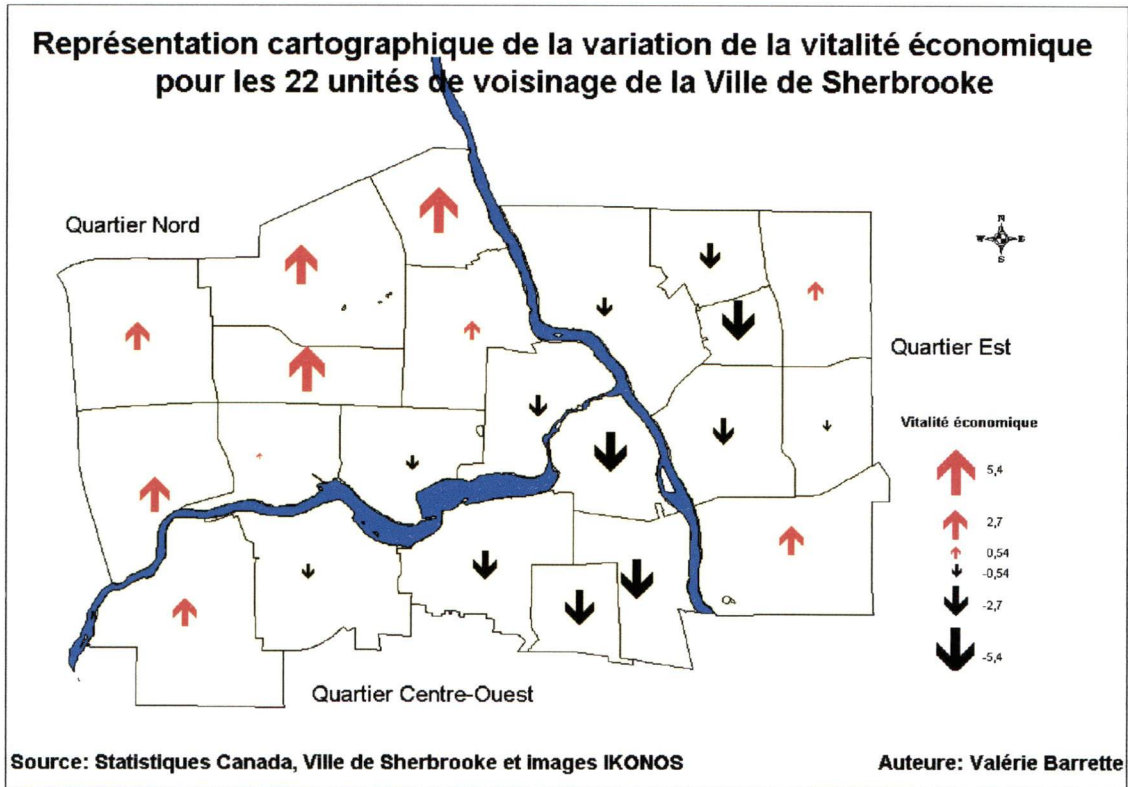 Représentation cartographique de la variation de la vitalité économique
pour les 22 unités de voisinage de la Ville de Sherbrooke
Quartier Nord
N
W E
S
Quartier Est
Vitalité économique
5,4
2,7
0,54
-0,54
-2,7
-5,4
Quartier Centre-Ouest
Source: Statistiques Canada, Ville de Sherbrooke et images IKONOS
Auteure: Valérie Barrette